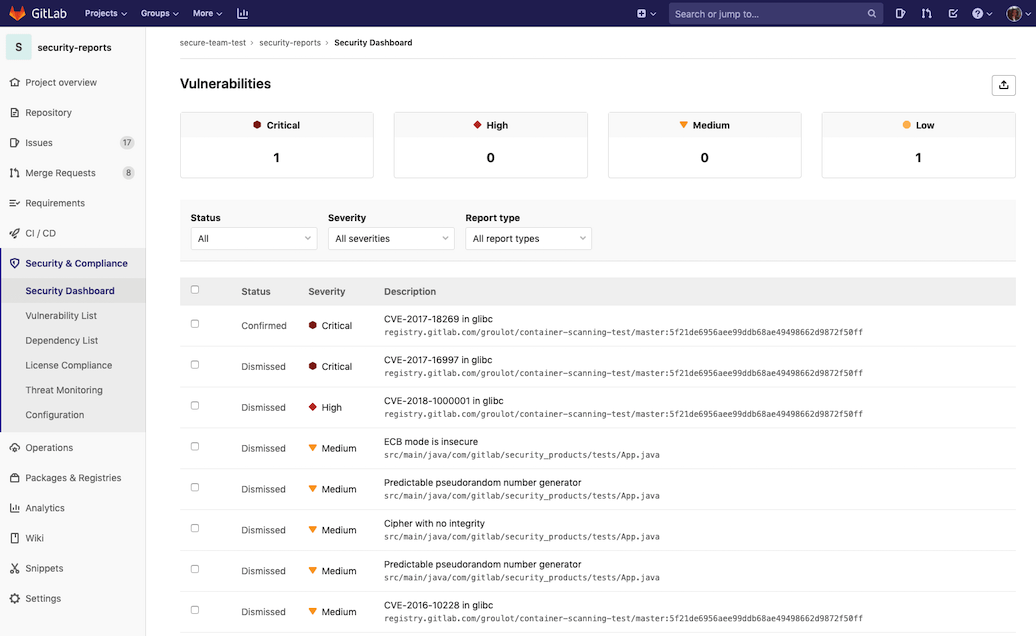 GitLab Projects Groups More Search or jump to...
S security-reports
Project overview
Repository
Issues 17
Merge Requests 8
Requirements
CI / CD
Security & Compliance
Security Dashboard
Vulnerability List
Dependency List
License Compliance
Threat Monitoring
Configuration
Operations
Packages & Registries
Analytics
Wiki
Snippets
Settings
secure-team-test › security-reports › Security Dashboard
Vulnerabilities
Critical High Medium Low
1 0 0 1
Status Severity Report type
All All severities All report types
Status Severity Description
Confirmed Critical CVE-2017-18269 in glibc
registry.gitlab.com/groulot/container-scanning-test/master:5f21de6956aee99ddb68ae49498662d9872f50ff
Dismissed Critical CVE-2017-16997 in glibc
registry.gitlab.com/groulot/container-scanning-test/master:5f21de6956aee99ddb68ae49498662d9872f50ff
Dismissed High CVE-2018-1000001 in glibc
registry.gitlab.com/groulot/container-scanning-test/master:5f21de6956aee99ddb68ae49498662d9872f50ff
Dismissed Medium ECB mode is insecure
src/main/java/com/gitlab/security_products/tests/App.java
Dismissed Medium Predictable pseudorandom number generator
src/main/java/com/gitlab/security_products/tests/App.java
Dismissed Medium Cipher with no integrity
src/main/java/com/gitlab/security_products/tests/App.java
Dismissed Medium Predictable pseudorandom number generator
src/main/java/com/gitlab/security_products/tests/App.java
Dismissed Medium CVE-2016-10228 in glibc
registry.gitlab.com/groulot/container-scanning-test/master:5f21de6956aee99ddb68ae49498662d9872f50ff